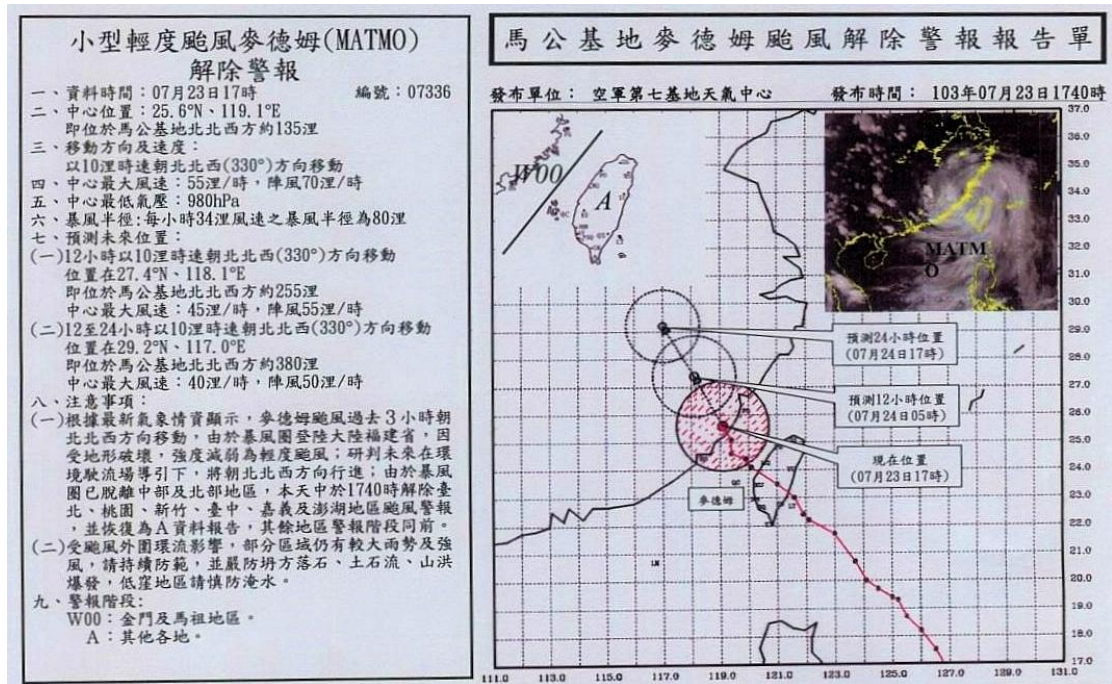 小型輕度颱風麥德姆(MATMO)
解除警報
一、資料時間：07月23日17時 編號：07336
二、中心位置：25.6°N、119.1°E
即位於馬公基地北北西方約135浬
三、移動方向及速度：
以10浬時速朝北北西(330°)方向移動
四、中心最大風速：55浬/時，陣風70浬/時
五、中心最低氣壓：980hPa
六、暴風半徑：每小時34浬風速之暴風半徑為80浬
七、預測未來位置：
(一)12小時以10浬時速朝北北西(330°)方向移動
位置在27.4°N、118.1°E
即位於馬公基地北北西方約255浬
中心最大風速：45浬/時，陣風55浬/時
(二)12至24小時以10浬時速朝北北西(330°)方向移動
位置在29.2°N、117.0°E
即位於馬公基地北北西方約380浬
中心最大風速：40浬/時，陣風50浬/時
八、注意事項：
(一)根據最新氣象情資顯示，麥德姆颱風過去3小時朝
北北西方向移動，由於暴風圈登陸大陸福建省，因
受地形破壞，強度減弱為輕度颱風；研判未來在環
境駛流場導引下，將朝北北西方向行進；由於暴風
圈已脫離中部及北部地區，本天中於1740時解除臺
北、桃園、新竹、臺中、嘉義及澎湖地區颱風警報
，並恢復為A資料報告，其餘地區警報階段同前。
(二)受颱風外圍環流影響，部分區域仍有較大雨勢及強
風，請持續防範，並嚴防坍方落石、土石流、山洪
爆發，低窪地區請慎防淹水。
九、警報階段：
W00：金門及馬祖地區。
A：其他各地。
馬公基地麥德姆颱風解除警報報告單
發布單位： 空軍第七基地天氣中心 發布時間： 103年07月23日1740時
W00
A
MATM
O
預測24小時位置
(07月24日17時)
預測12小時位置
(07月24日05時)
現在位置
(07月23日17時)
麥德姆
37.0
36.0
35.0
34.0
33.0
32.0
31.0
30.0
29.0
28.0
27.0
26.0
25.0
24.0
23.0
22.0
21.0
20.0
19.0
18.0
17.0
111.0 113.0 115.0 117.0 119.0 121.0 123.0 125.0 127.0 129.0 131.0